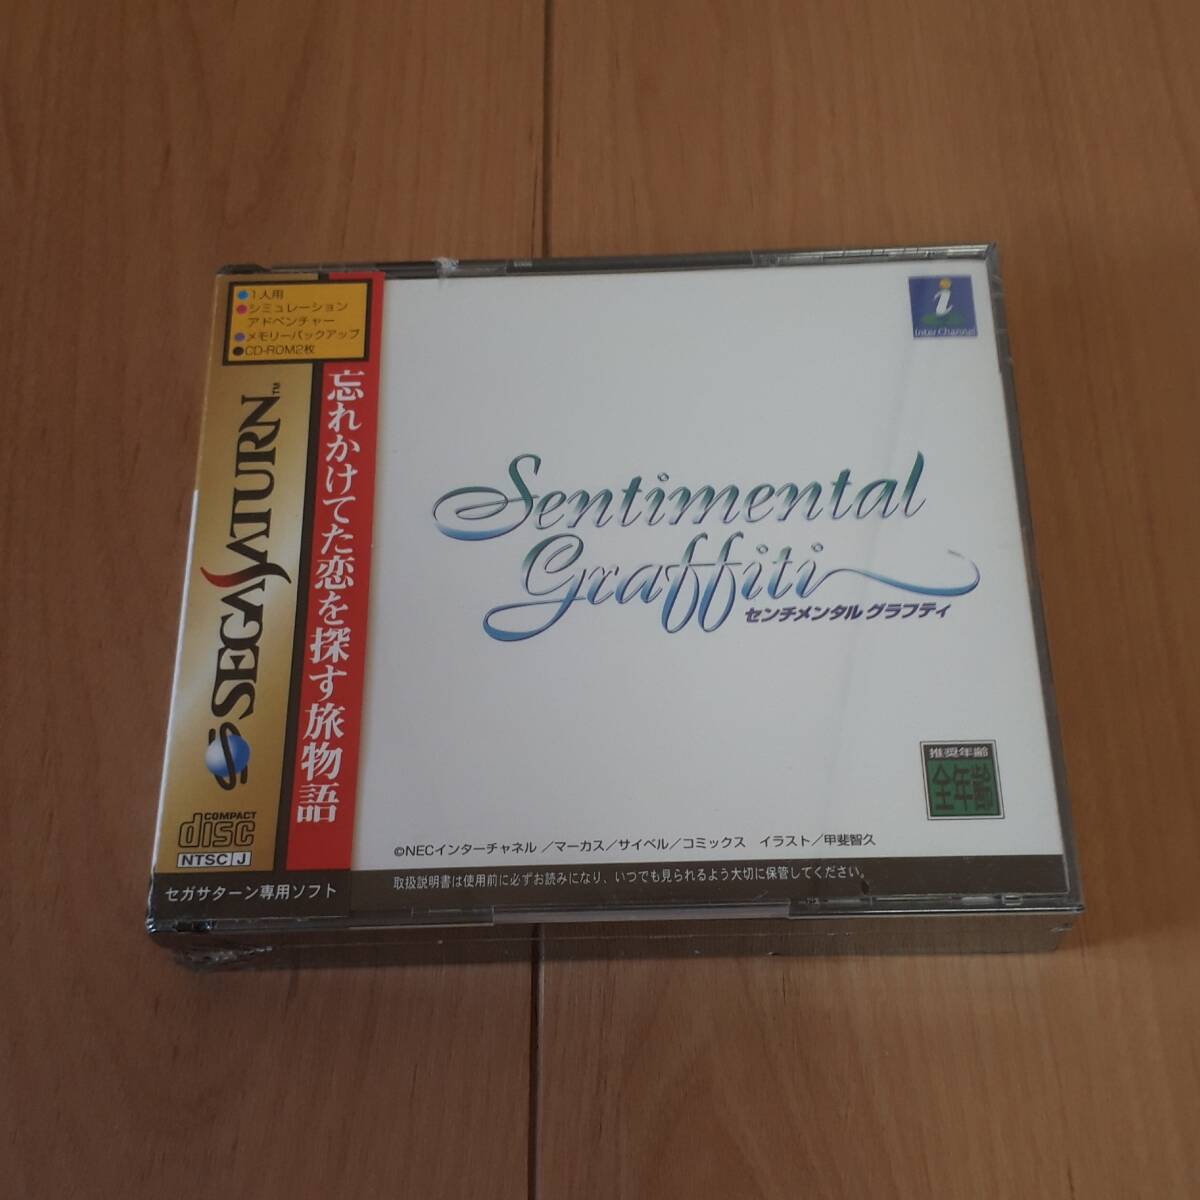 ●1人用
●シミュレーション
アドベンチャー
●メモリーバックアップ
●CD-ROM2枚
SEGA SATURN™
COMPACT
disc
NTSC J
セガサターン専用ソフト
忘れかけてた恋を探す旅物語
i
Inter Channel
Sentimental
Graffiti
センチメンタル グラフティ
推奨年齢
全年齢
©NECインターチャネル／マーカス／サイベル／コミックス イラスト／甲斐智久
取扱説明書は使用前に必ずお読みになり、いつでも見られるよう大切に保管してください。